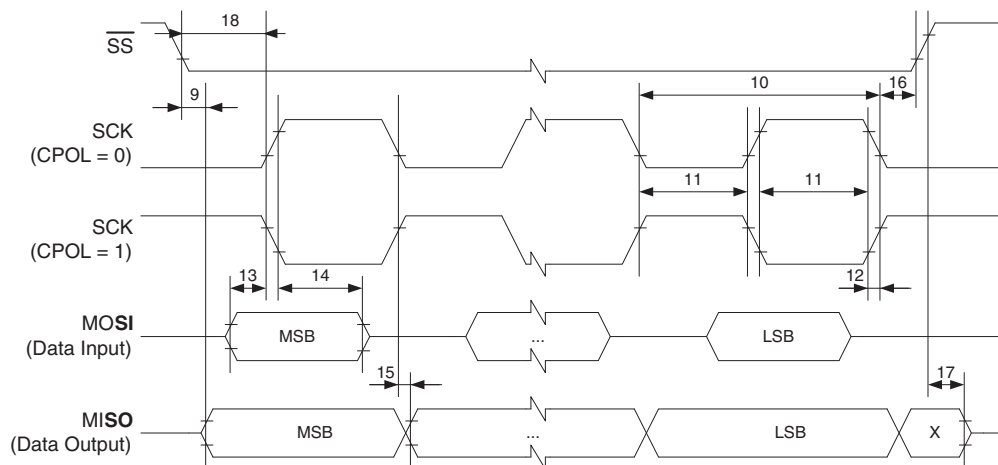 18
SS
9
10
16
SCK
(CPOL = 0)
11
11
SCK
(CPOL = 1)
13
14
12
MOSI
(Data Input)
MSB
...
LSB
15
17
MISO
(Data Output)
MSB
...
LSB
X